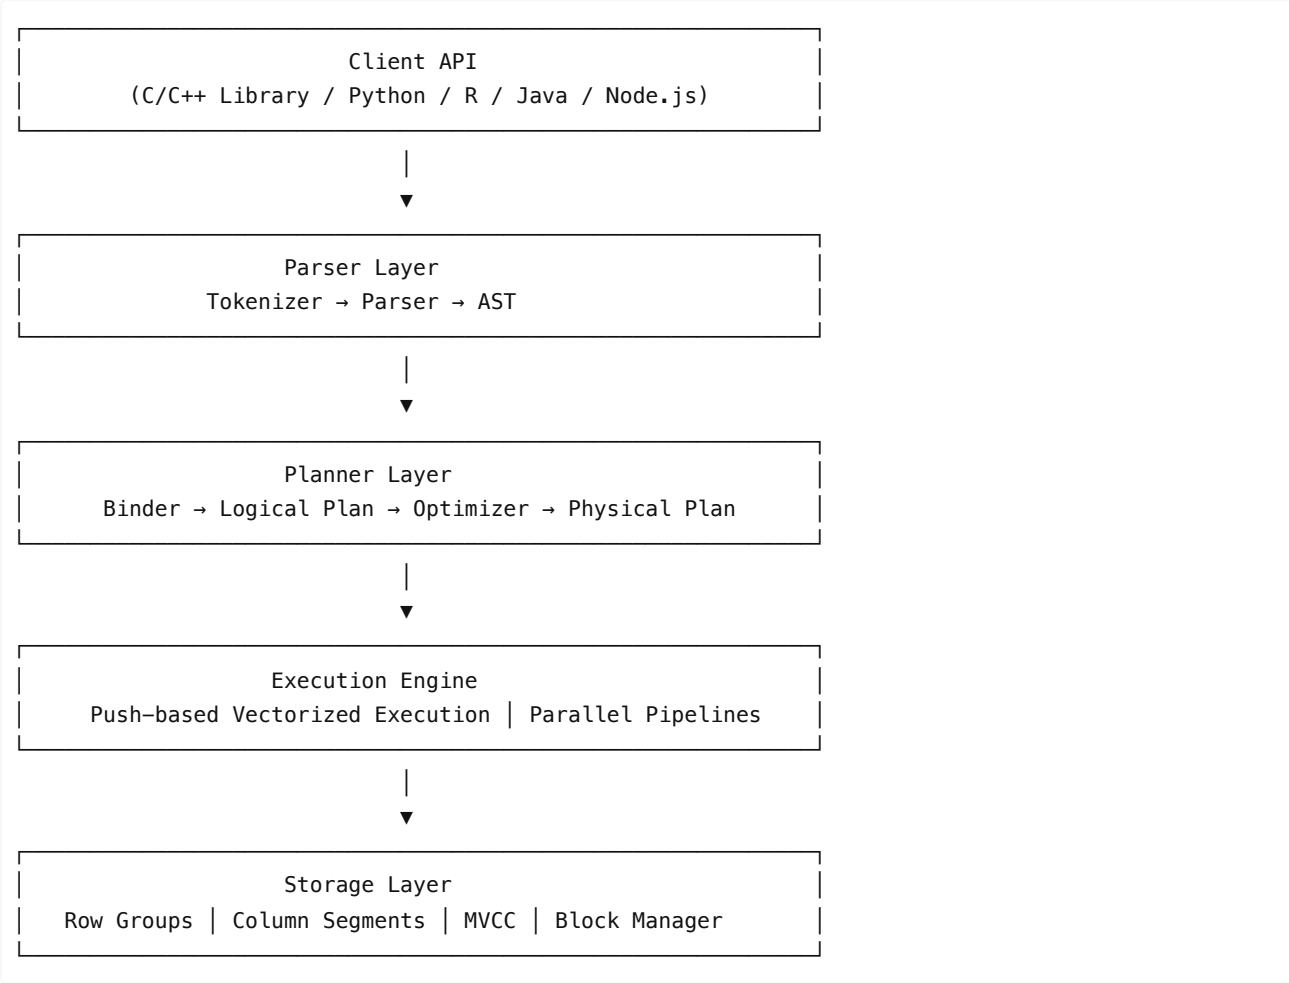 Client API
(C/C++ Library / Python / R / Java / Node.js)
Parser Layer
Tokenizer → Parser → AST
Planner Layer
Binder → Logical Plan → Optimizer → Physical Plan
Execution Engine
Push-based Vectorized Execution │ Parallel Pipelines
Storage Layer
Row Groups │ Column Segments │ MVCC │ Block Manager